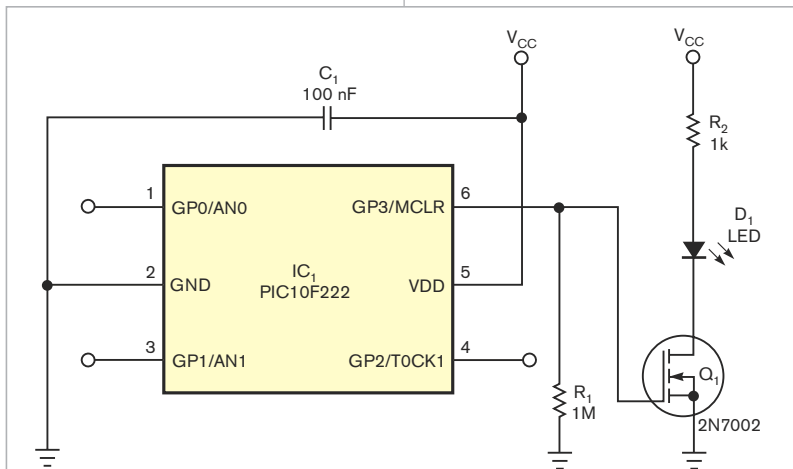 VCC
VCC
C1
100 nF
R2
1k
1
GP0/AN0
GP3/MCLR
6
D1
LED
IC1
PIC10F222
2
GND
VDD
5
3
GP1/AN1
GP2/T0CK1
4
Q1
R1
1M
2N7002